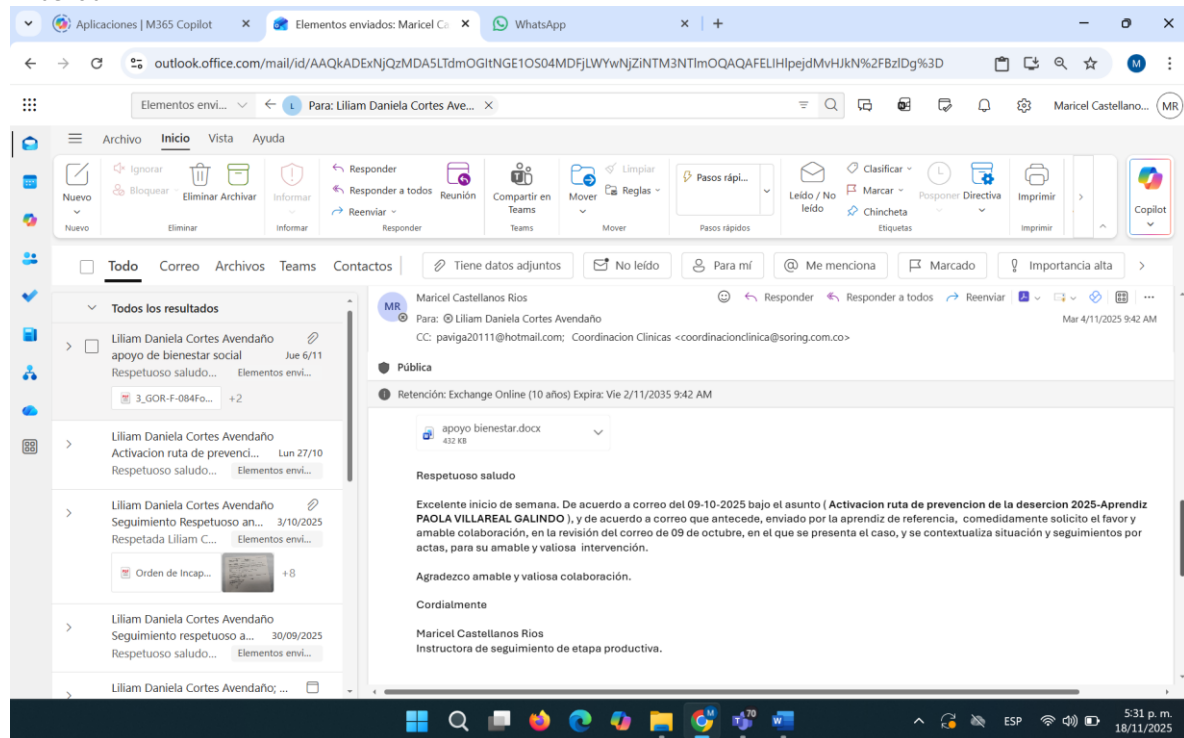 Aplicaciones | M365 Copilot
Elementos enviados: Maricel Ca
WhatsApp
outlook.office.com/mail/id/AAQkADExNjQzMDA5LTdmOGItNGE1OS04MDFjLWYwNjZiNTM3NTlmOQAQAFELIHlpejdMvHJkN%2FBzlDg%3D
M
Elementos envi...
L Para: Liliam Daniela Cortes Ave...
Maricel Castellano... MR
Archivo Inicio Vista Ayuda
Nuevo
Ignorar
Bloquear
Eliminar Archivar
Informar
Responder
Responder a todos
Reenviar
Reunión
Compartir en Teams
Mover
Limpiar
Reglas
Pasos rápi...
Leído / No leído
Clasificar
Marcar
Chincheta
Posponer Directiva
Imprimir
Copilot
Nuevo Eliminar Informar Responder Teams Mover Pasos rápidos Etiquetas Imprimir
Todo Correo Archivos Teams Contactos Tiene datos adjuntos No leído Para mí Me menciona Marcado Importancia alta
Todos los resultados
Liliam Daniela Cortes Avendaño
apoyo de bienestar social Jue 6/11
Respetuoso saludo... Elementos envi...
3_GOR-F-084Fo... +2
Liliam Daniela Cortes Avendaño
Activacion ruta de prevenci... Lun 27/10
Respetuoso saludo... Elementos envi...
Liliam Daniela Cortes Avendaño
Seguimiento Respetuoso an... 3/10/2025
Respetada Liliam C... Elementos envi...
Orden de Incap... +8
Liliam Daniela Cortes Avendaño
Seguimiento respetuoso a... 30/09/2025
Respetuoso saludo... Elementos envi...
Liliam Daniela Cortes Avendaño; ...
MR
Maricel Castellanos Rios
Responder Responder a todos Reenviar
Para: Liliam Daniela Cortes Avendaño
Mar 4/11/2025 9:42 AM
CC: paviga20111@hotmail.com; Coordinacion Clinicas <coordinacionclinica@soring.com.co>
Pública
Retención: Exchange Online (10 años) Expira: Vie 2/11/2035 9:42 AM
apoyo bienestar.docx
432 KB
Respetuoso saludo
Excelente inicio de semana. De acuerdo a correo del 09-10-2025 bajo el asunto ( Activacion ruta de prevencion de la desercion 2025-Aprendiz
PAOLA VILLAREAL GALINDO ), y de acuerdo a correo que antecede, enviado por la aprendiz de referencia, comedidamente solicito el favor y
amable colaboración, en la revisión del correo de 09 de octubre, en el que se presenta el caso, y se contextualiza situación y seguimientos por
actas, para su amable y valiosa intervención.
Agradezco amable y valiosa colaboración.
Cordialmente
Maricel Castellanos Rios
Instructora de seguimiento de etapa productiva.
70
ESP
5:31 p. m.
18/11/2025